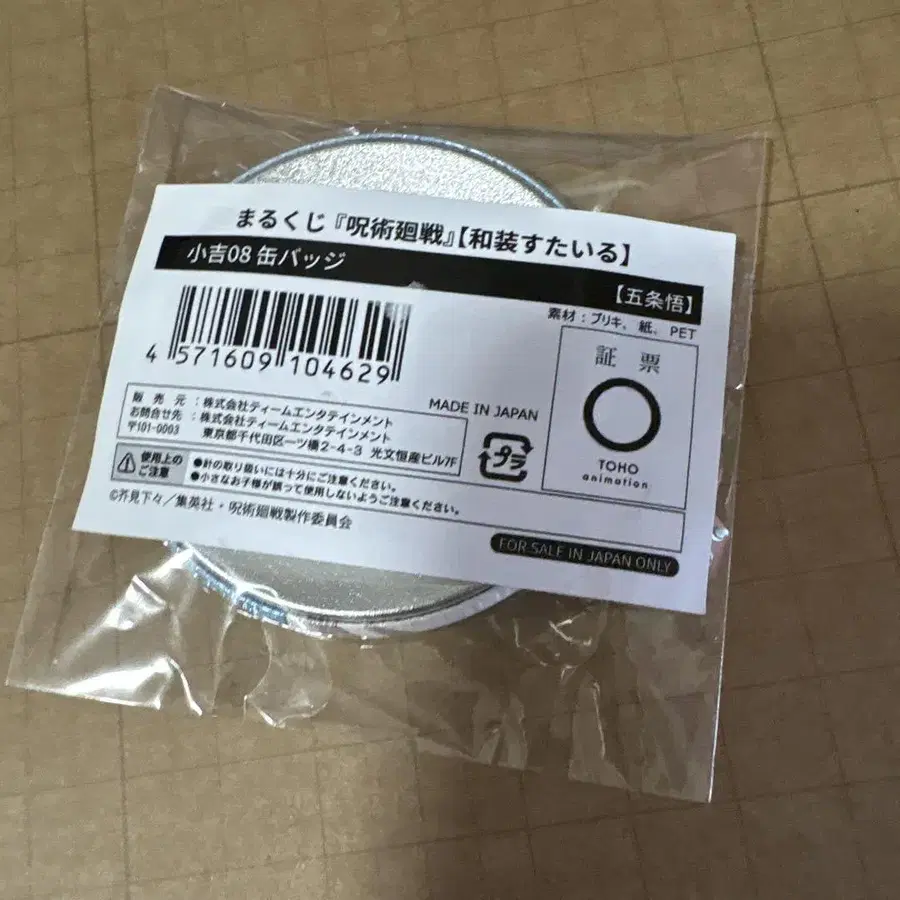 まるくじ『呪術廻戦』【和装すたいる】
小吉08 缶バッジ
【五条悟】
素材：ブリキ、紙、PET
4 571609 104629
証票
TOHO
animation
MADE IN JAPAN
プラ
販売元：株式会社ティームエンタテインメント
お問合せ先：株式会社ティームエンタテインメント
〒101-0003 東京都千代田区一ツ橋2-4-3 光文恒産ビル7F
使用上の
ご注意
●針の取り扱いには十分にご注意ください。
●小さなお子様が誤って使用しないようご注意ください。
©芥見下々／集英社・呪術廻戦製作委員会
FOR SALE IN JAPAN ONLY